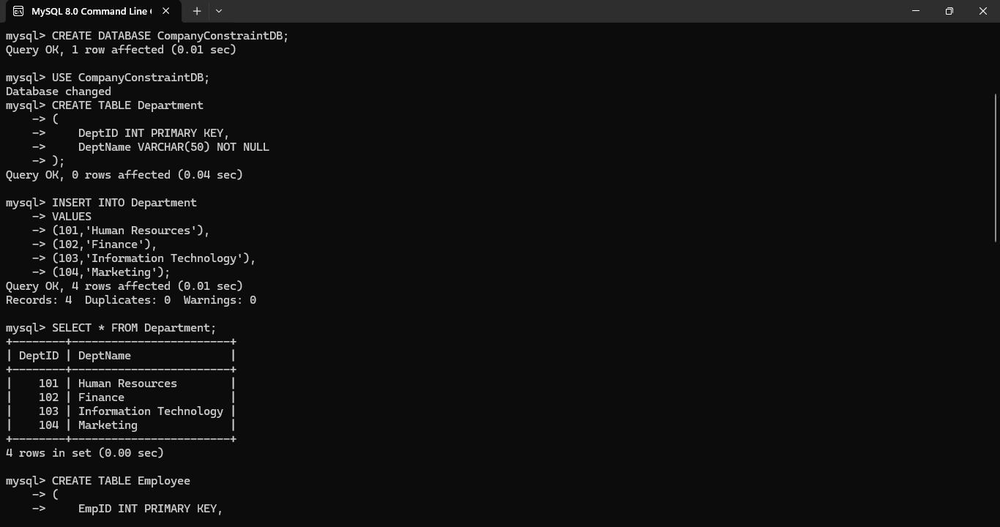 MySQL 8.0 Command Line
mysql> CREATE DATABASE CompanyConstraintDB;
Query OK, 1 row affected (0.01 sec)

mysql> USE CompanyConstraintDB;
Database changed
mysql> CREATE TABLE Department
    -> (
    ->     DeptID INT PRIMARY KEY,
    ->     DeptName VARCHAR(50) NOT NULL
    -> );
Query OK, 0 rows affected (0.04 sec)

mysql> INSERT INTO Department
    -> VALUES
    -> (101,'Human Resources'),
    -> (102,'Finance'),
    -> (103,'Information Technology'),
    -> (104,'Marketing');
Query OK, 4 rows affected (0.01 sec)
Records: 4  Duplicates: 0  Warnings: 0

mysql> SELECT * FROM Department;
+--------+------------------------+
| DeptID | DeptName               |
+--------+------------------------+
|    101 | Human Resources        |
|    102 | Finance                |
|    103 | Information Technology |
|    104 | Marketing              |
+--------+------------------------+
4 rows in set (0.00 sec)

mysql> CREATE TABLE Employee
    -> (
    ->     EmpID INT PRIMARY KEY,